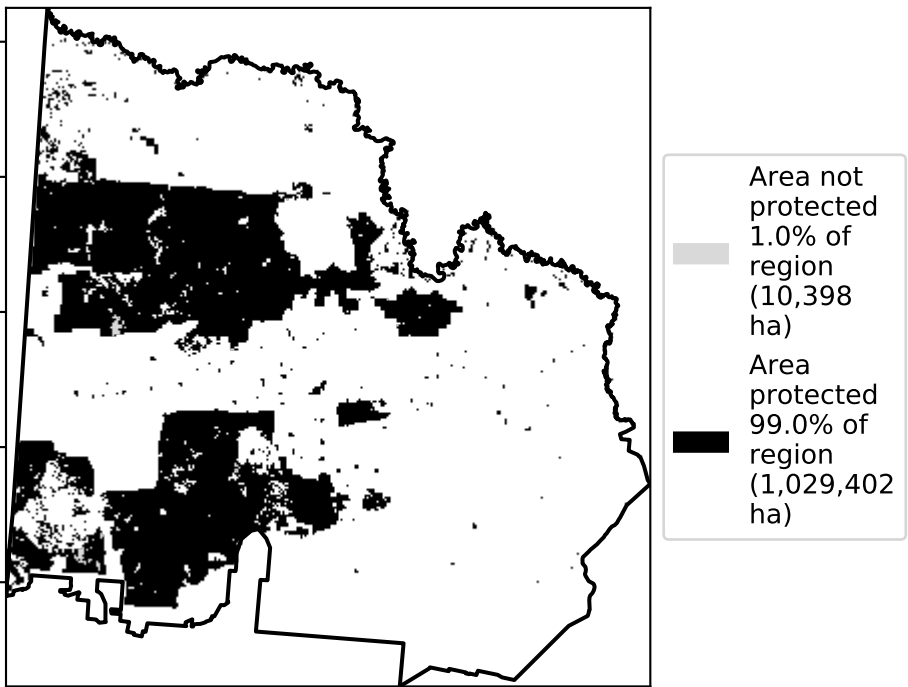 Area not
protected
1.0% of
region
(10,398
ha)
Area
protected
99.0% of
region
(1,029,402
ha)